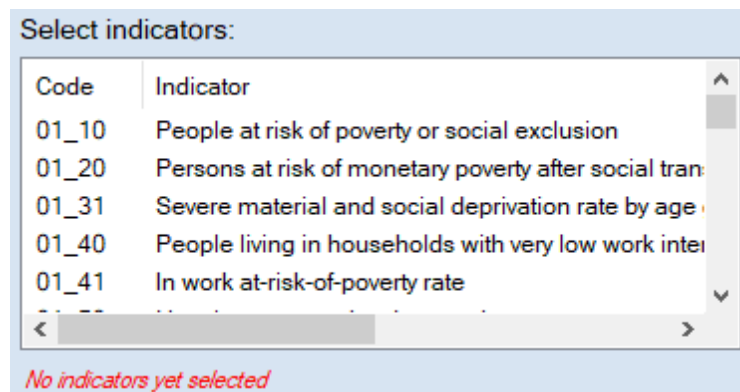 Select indicators:
Code Indicator
01_10 People at risk of poverty or social exclusion
01_20 Persons at risk of monetary poverty after social tran
01_31 Severe material and social deprivation rate by age
01_40 People living in households with very low work inter
01_41 In work at-risk-of-poverty rate
No indicators yet selected